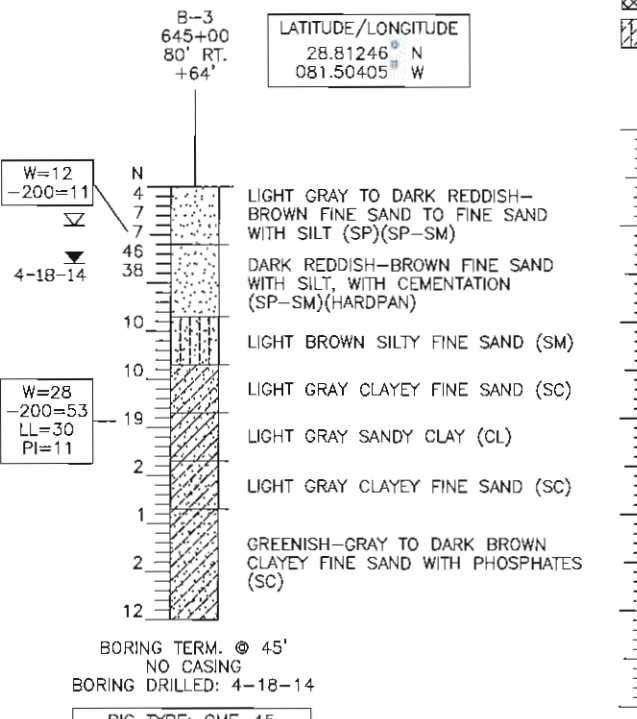 B-3
645+00
80' RT.
+64'
LATITUDE/LONGITUDE
28.81246° N
081.50405° W
W=12
-200=11
4-18-14
N
4
7
7
46
38
10
10
19
2
1
2
12
LIGHT GRAY TO DARK REDDISH-
BROWN FINE SAND TO FINE SAND
WITH SILT (SP)(SP-SM)
DARK REDDISH-BROWN FINE SAND
WITH SILT, WITH CEMENTATION
(SP-SM)(HARDPAN)
LIGHT BROWN SILTY FINE SAND (SM)
LIGHT GRAY CLAYEY FINE SAND (SC)
W=28
-200=53
LL=30
PI=11
LIGHT GRAY SANDY CLAY (CL)
LIGHT GRAY CLAYEY FINE SAND (SC)
GREENISH-GRAY TO DARK BROWN
CLAYEY FINE SAND WITH PHOSPHATES
(SC)
BORING TERM. @ 45'
NO CASING
BORING DRILLED: 4-18-14
RIG TYPE: CME-45